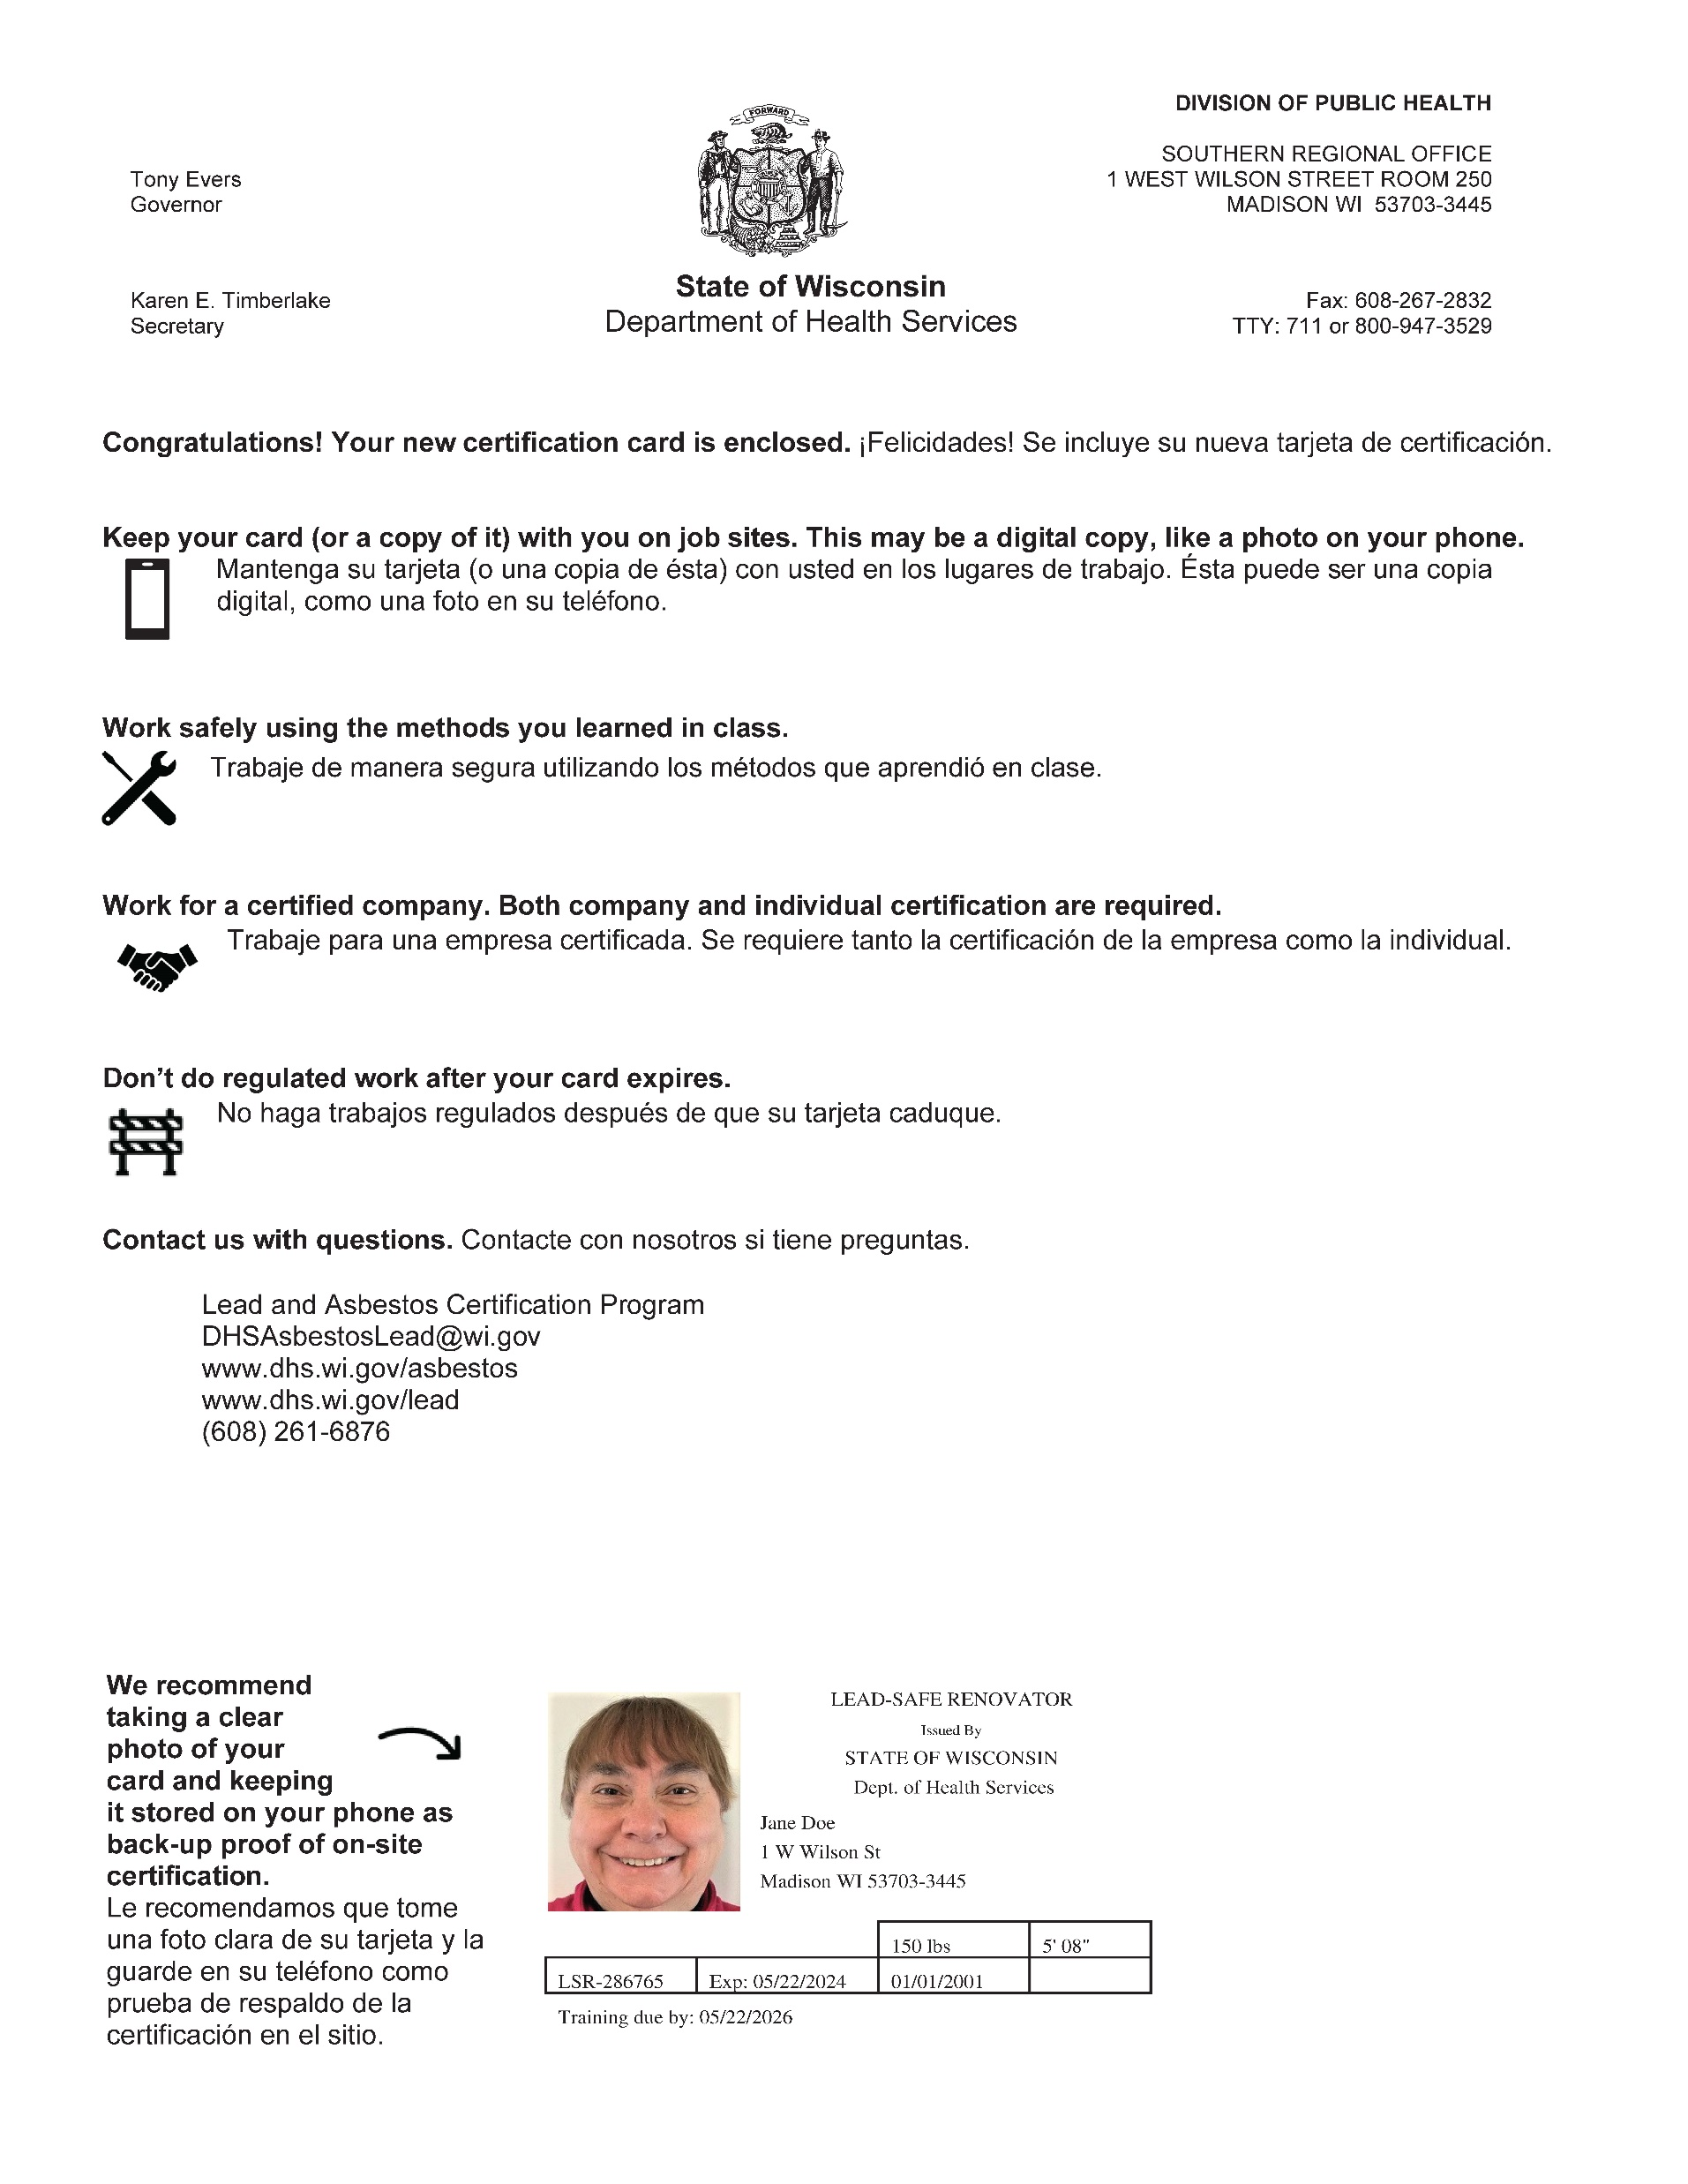 DIVISION OF PUBLIC HEALTH
FORWARD
SOUTHERN REGIONAL OFFICE
1 WEST WILSON STREET ROOM 250
MADISON WI  53703-3445
Tony Evers
Governor
State of Wisconsin
Department of Health Services
Karen E. Timberlake
Secretary
Fax: 608-267-2832
TTY: 711 or 800-947-3529
Congratulations! Your new certification card is enclosed. ¡Felicidades! Se incluye su nueva tarjeta de certificación.
Keep your card (or a copy of it) with you on job sites. This may be a digital copy, like a photo on your phone.
Mantenga su tarjeta (o una copia de ésta) con usted en los lugares de trabajo. Ésta puede ser una copia
digital, como una foto en su teléfono.
Work safely using the methods you learned in class.
Trabaje de manera segura utilizando los métodos que aprendió en clase.
Work for a certified company. Both company and individual certification are required.
Trabaje para una empresa certificada. Se requiere tanto la certificación de la empresa como la individual.
Don’t do regulated work after your card expires.
No haga trabajos regulados después de que su tarjeta caduque.
Contact us with questions. Contacte con nosotros si tiene preguntas.
Lead and Asbestos Certification Program
DHSAsbestosLead@wi.gov
www.dhs.wi.gov/asbestos
www.dhs.wi.gov/lead
(608) 261-6876
We recommend
taking a clear
photo of your
card and keeping
it stored on your phone as
back-up proof of on-site
certification.
Le recomendamos que tome
una foto clara de su tarjeta y la
guarde en su teléfono como
prueba de respaldo de la
certificación en el sitio.
LEAD-SAFE RENOVATOR
Issued By
STATE OF WISCONSIN
Dept. of Health Services
Jane Doe
1 W Wilson St
Madison WI 53703-3445
150 lbs 5' 08"
LSR-286765 Exp: 05/22/2024 01/01/2001
Training due by: 05/22/2026